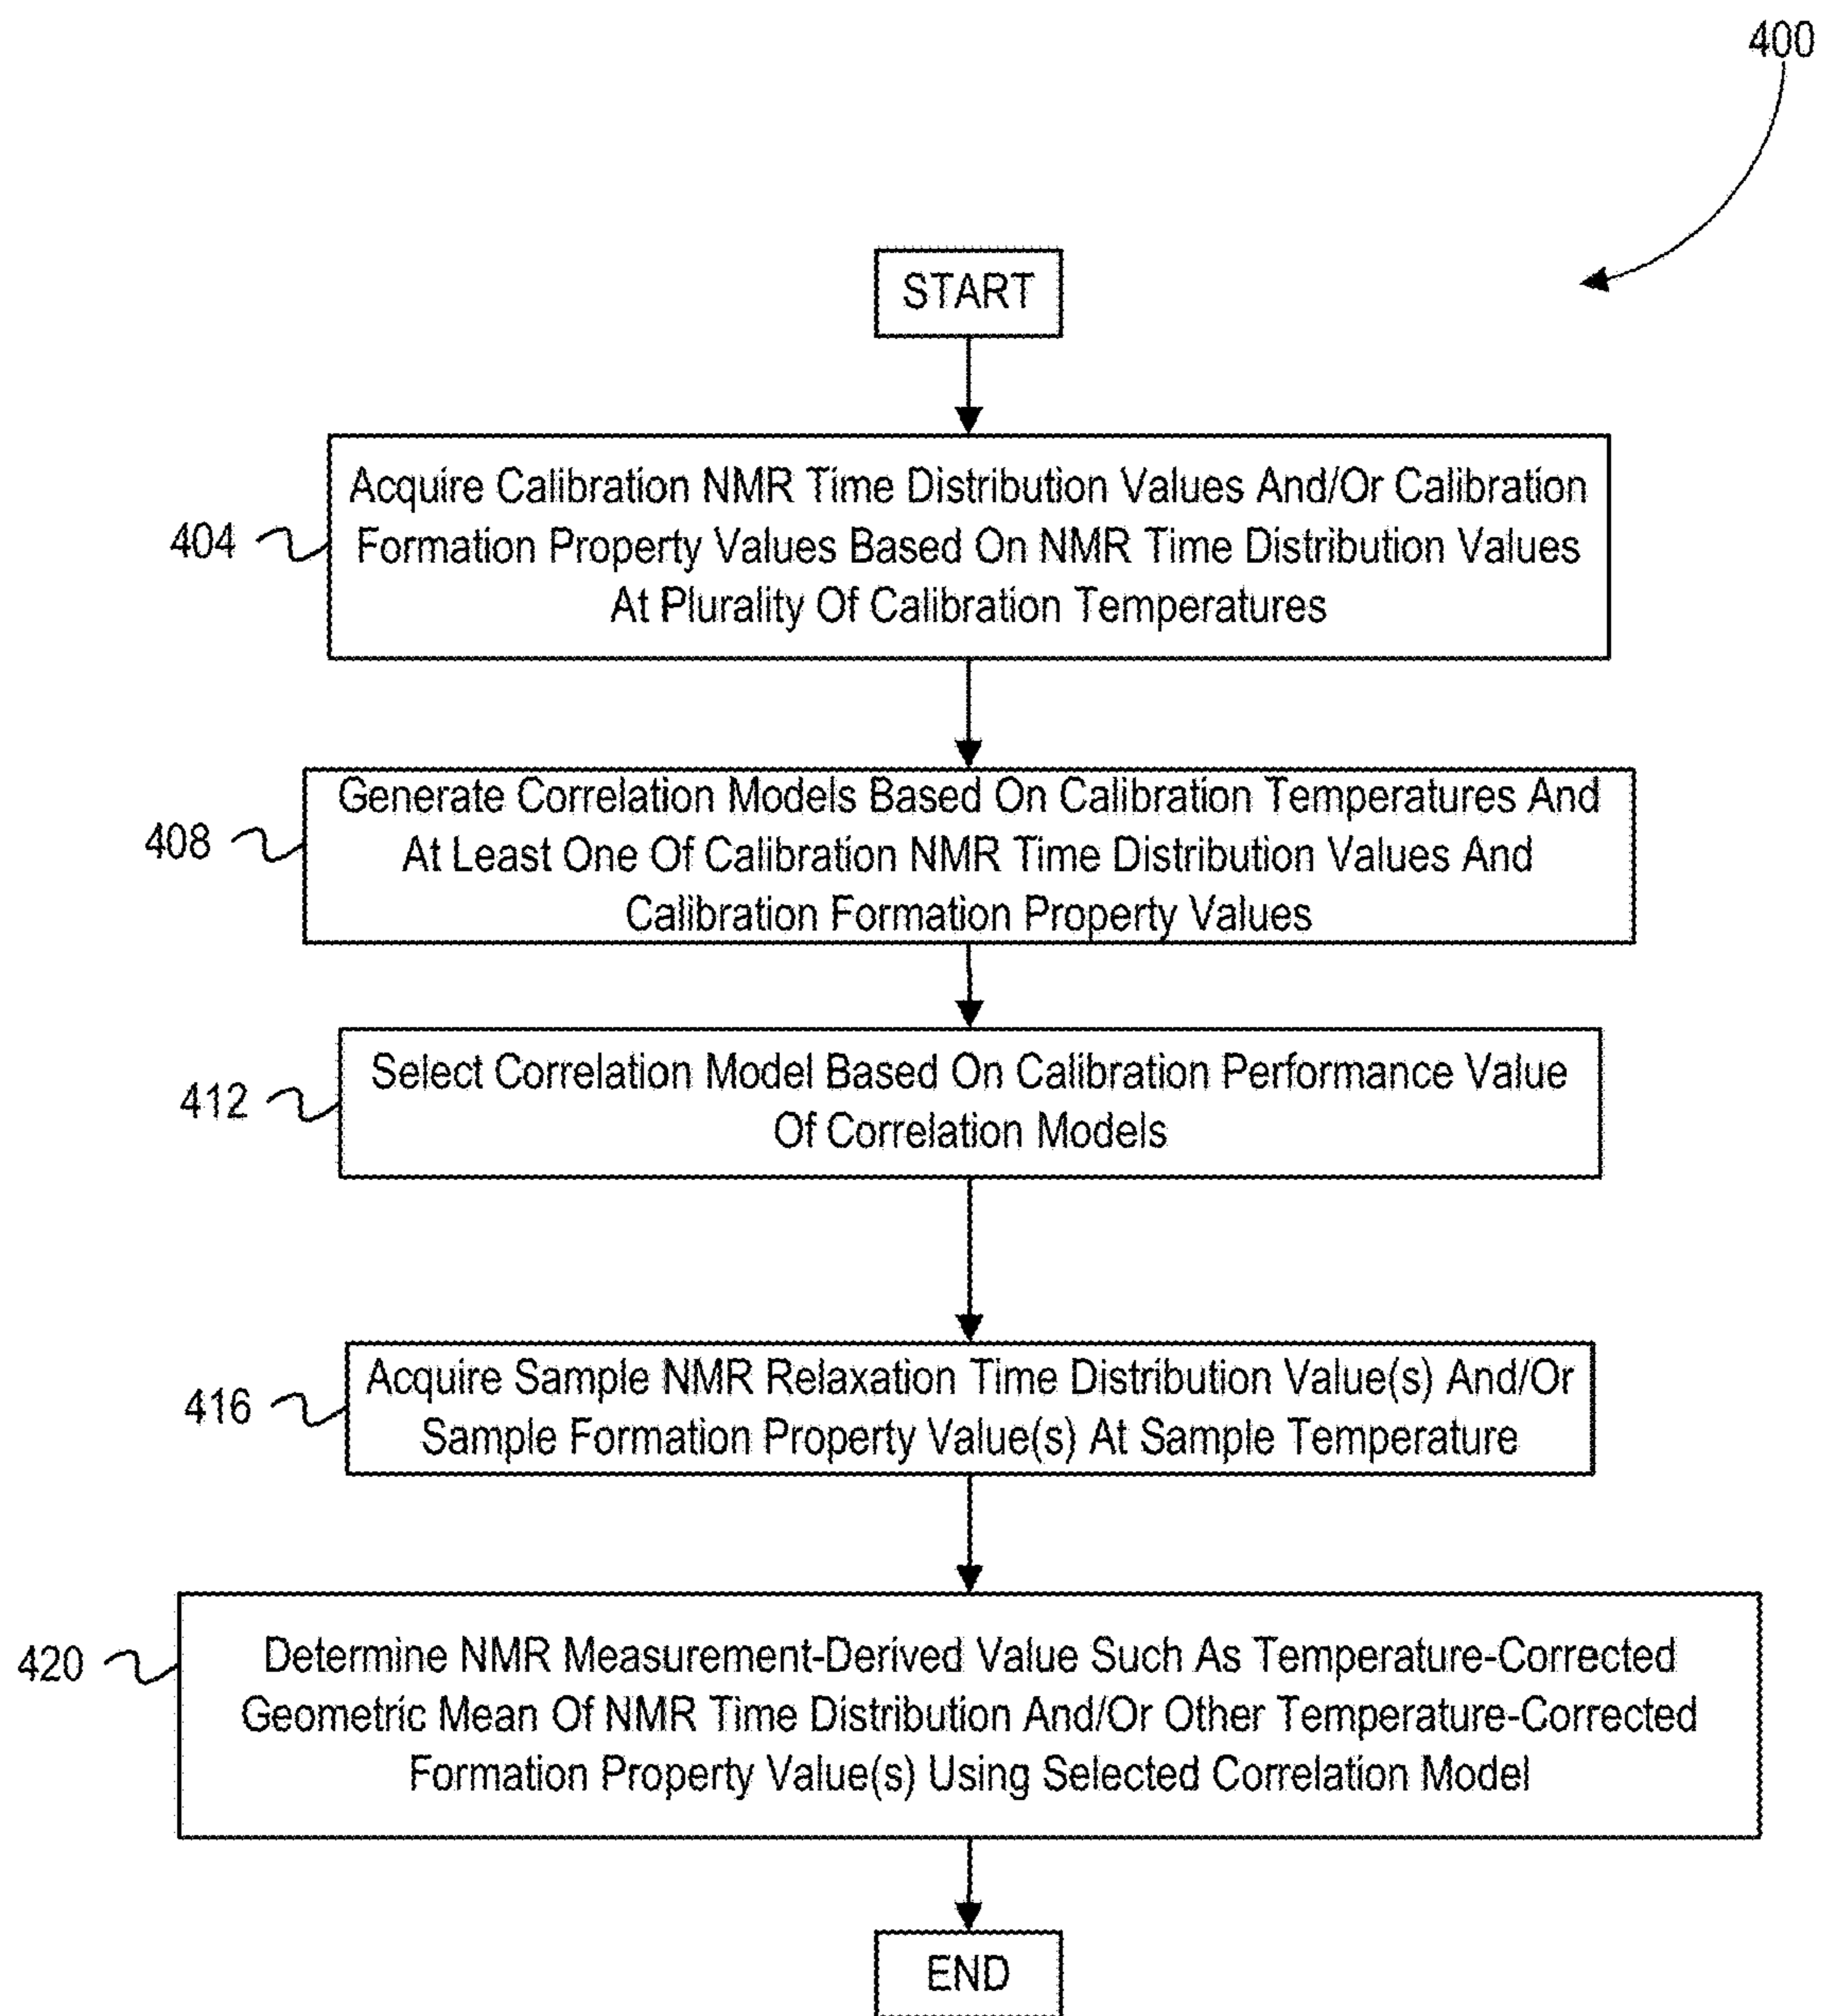 400
START
404
Acquire Calibration NMR Time Distribution Values And/Or Calibration
Formation Property Values Based On NMR Time Distribution Values
At Plurality Of Calibration Temperatures
408
Generate Correlation Models Based On Calibration Temperatures And
At Least One Of Calibration NMR Time Distribution Values And
Calibration Formation Property Values
412
Select Correlation Model Based On Calibration Performance Value
Of Correlation Models
416
Acquire Sample NMR Relaxation Time Distribution Value(s) And/Or
Sample Formation Property Value(s) At Sample Temperature
420
Determine NMR Measurement-Derived Value Such As Temperature-Corrected
Geometric Mean Of NMR Time Distribution And/Or Other Temperature-Corrected
Formation Property Value(s) Using Selected Correlation Model
END